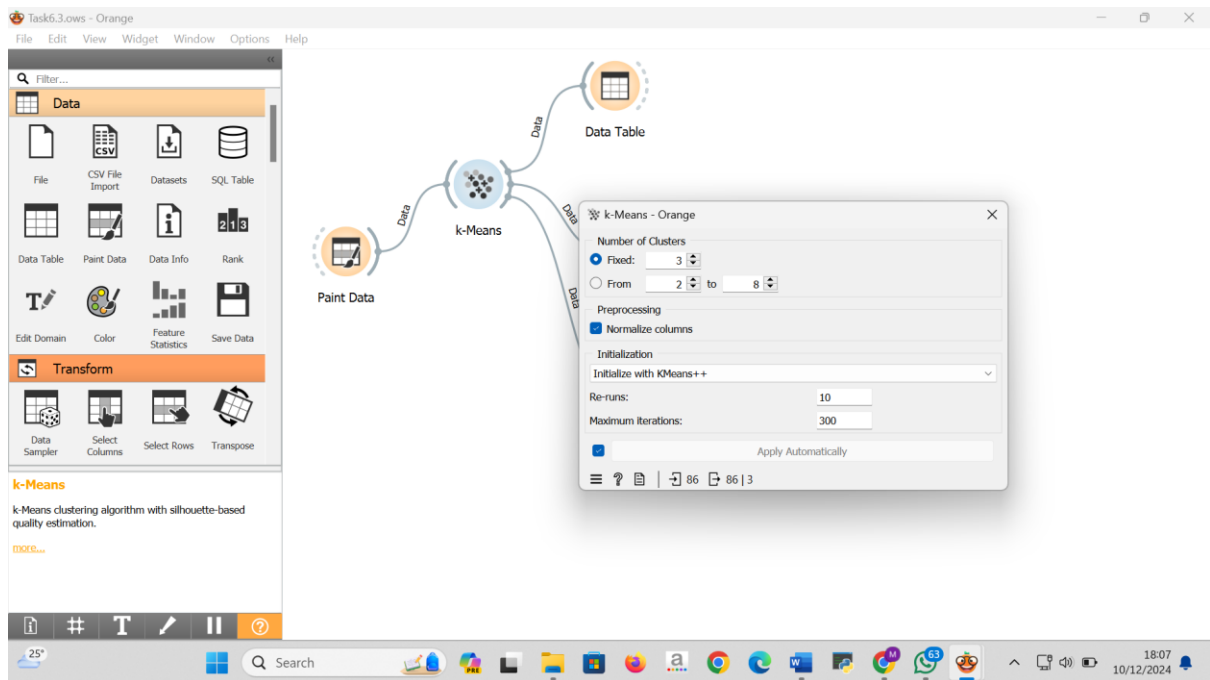 Task6.3.ows - Orange
File Edit View Widget Window Options Help
Filter...
Data
File
CSV File Import
Datasets
SQL Table
Data Table
Paint Data
Data Info
Rank
Edit Domain
Color
Feature Statistics
Save Data
Transform
Data Sampler
Select Columns
Select Rows
Transpose
k-Means
k-Means clustering algorithm with silhouette-based
quality estimation.
more...
Data Table
Data
k-Means
Data
Paint Data
Data
Data
k-Means - Orange
Number of Clusters
Fixed: 3
From 2 to 8
Preprocessing
Normalize columns
Initialization
Initialize with KMeans++
Re-runs: 10
Maximum iterations: 300
Apply Automatically
86 86 | 3
25°
Search
PRE
63
18:07
10/12/2024